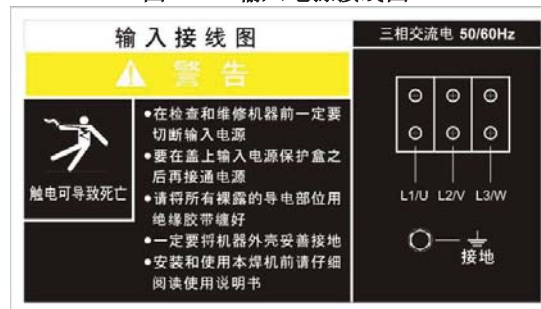 输入接线图
警告
触电可导致死亡
●在检查和维修机器前一定要
切断输入电源
●要在盖上输入电源保护盒之
后再接通电源
●请将所有裸露的导电部位用
绝缘胶带缠好
●一定要将机器外壳妥善接地
●安装和使用本焊机前请仔细
阅读使用说明书
三相交流电 50/60Hz
L1/U L2/V L3/W
接地